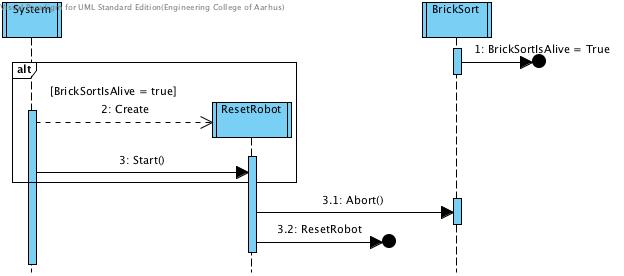 for UML Standard Edition(Engineering College of Aarhus)
System
BrickSort
1: BrickSortIsAlive = True
alt
[BrickSortIsAlive = true]
2: Create
ResetRobot
3: Start()
3.1: Abort()
3.2: ResetRobot